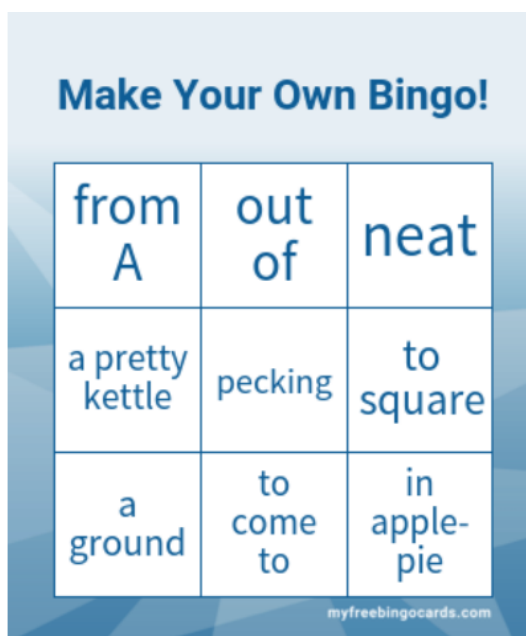 Make Your Own Bingo!
from
A
out
of
neat
a pretty
kettle
pecking
to
square
a
ground
to
come
to
in
apple-
pie
myfreebingocards.com